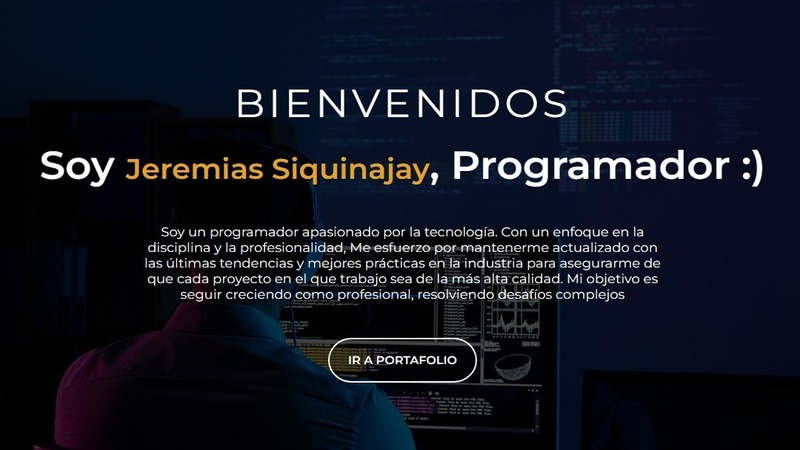 BIENVENIDOS
Soy Jeremias Siquinajay, Programador :)
Soy un programador apasionado por la tecnología. Con un enfoque en la
disciplina y la profesionalidad, Me esfuerzo por mantenerme actualizado con
las últimas tendencias y mejores prácticas en la industria para asegurarme de
que cada proyecto en el que trabajo sea de la más alta calidad. Mi objetivo es
seguir creciendo como profesional, resolviendo desafíos complejos
IR A PORTAFOLIO